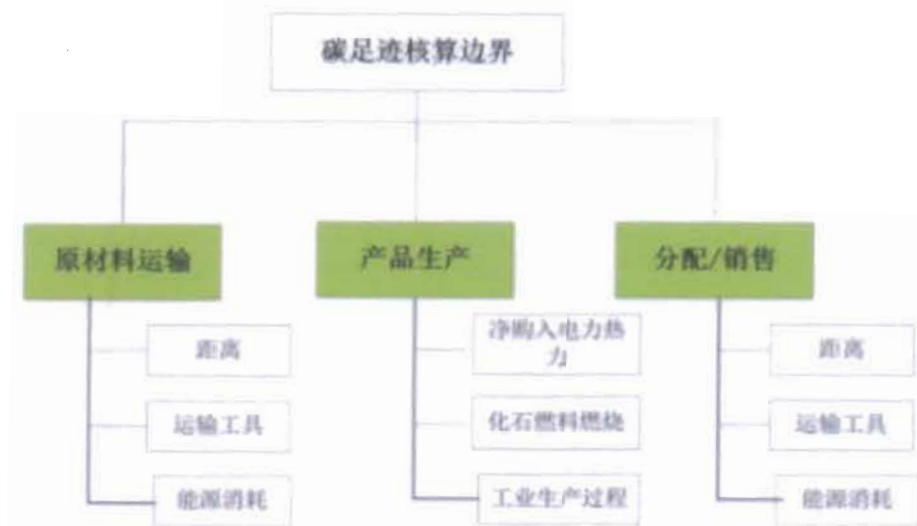 碳足迹核算边界
原材料运输
产品生产
分配/销售
距离
运输工具
能源消耗
净购入电力热
力
化石燃料燃烧
工业生产过程
距离
运输工具
能源消耗